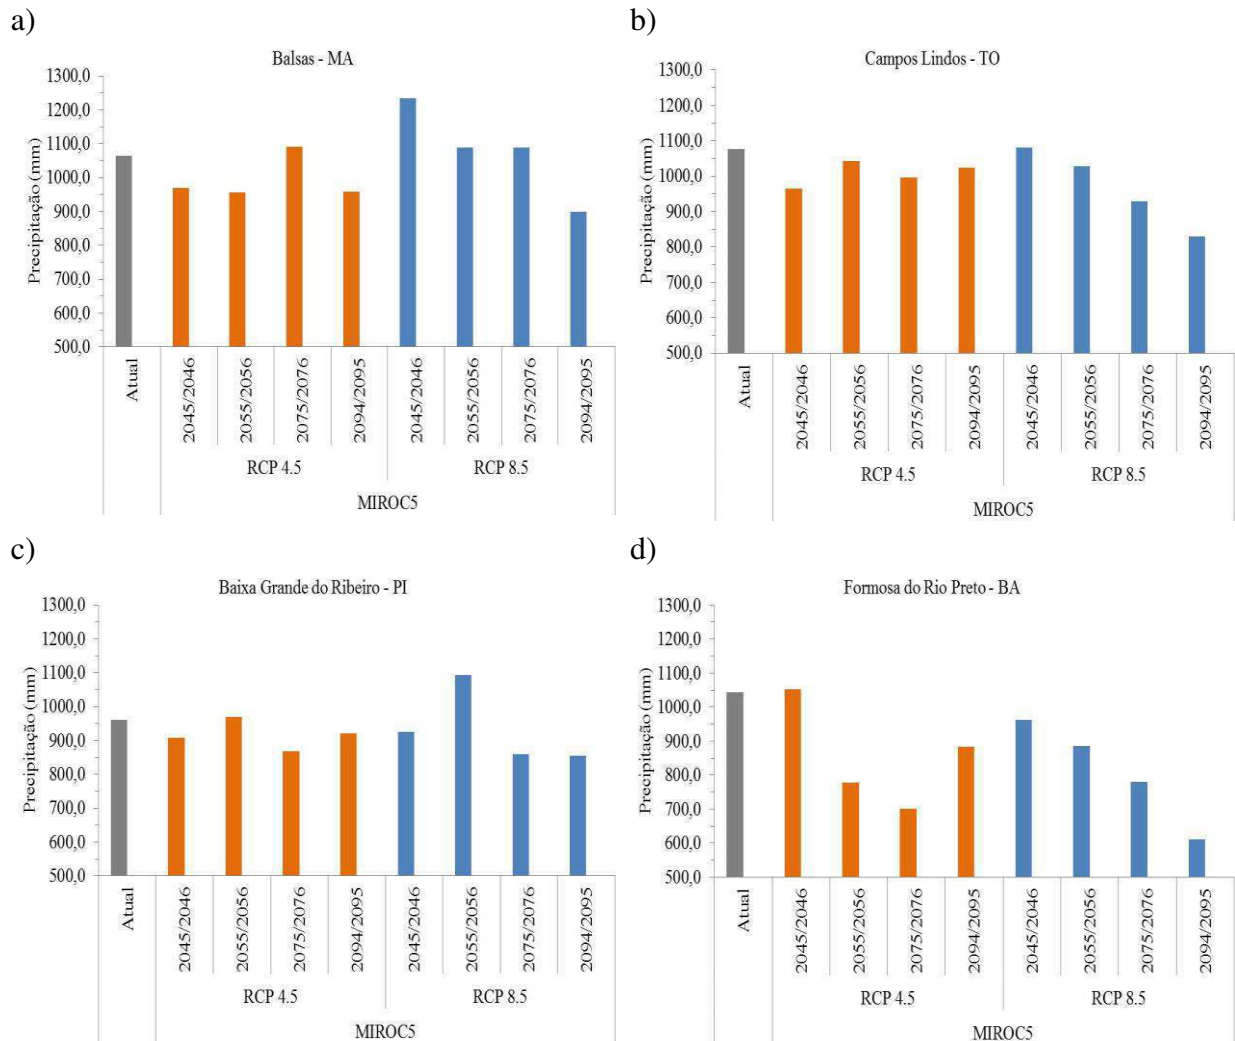 a)
Balsas - MA
Precipitação (mm)
1300,0
1200,0
1100,0
1000,0
900,0
800,0
700,0
600,0
500,0
Atual
2045/2046
2055/2056
2075/2076
2094/2095
2045/2046
2055/2056
2075/2076
2094/2095
RCP 4.5
RCP 8.5
MIROC5
b)
Campos Lindos - TO
Precipitação (mm)
1300,0
1200,0
1100,0
1000,0
900,0
800,0
700,0
600,0
500,0
Atual
2045/2046
2055/2056
2075/2076
2094/2095
2045/2046
2055/2056
2075/2076
2094/2095
RCP 4.5
RCP 8.5
MIROC5
c)
Baixa Grande do Ribeiro - PI
Precipitação (mm)
1300,0
1200,0
1100,0
1000,0
900,0
800,0
700,0
600,0
500,0
Atual
2045/2046
2055/2056
2075/2076
2094/2095
2045/2046
2055/2056
2075/2076
2094/2095
RCP 4.5
RCP 8.5
MIROC5
d)
Formosa do Rio Preto - BA
Precipitação (mm)
1300,0
1200,0
1100,0
1000,0
900,0
800,0
700,0
600,0
500,0
Atual
2045/2046
2055/2056
2075/2076
2094/2095
2045/2046
2055/2056
2075/2076
2094/2095
RCP 4.5
RCP 8.5
MIROC5